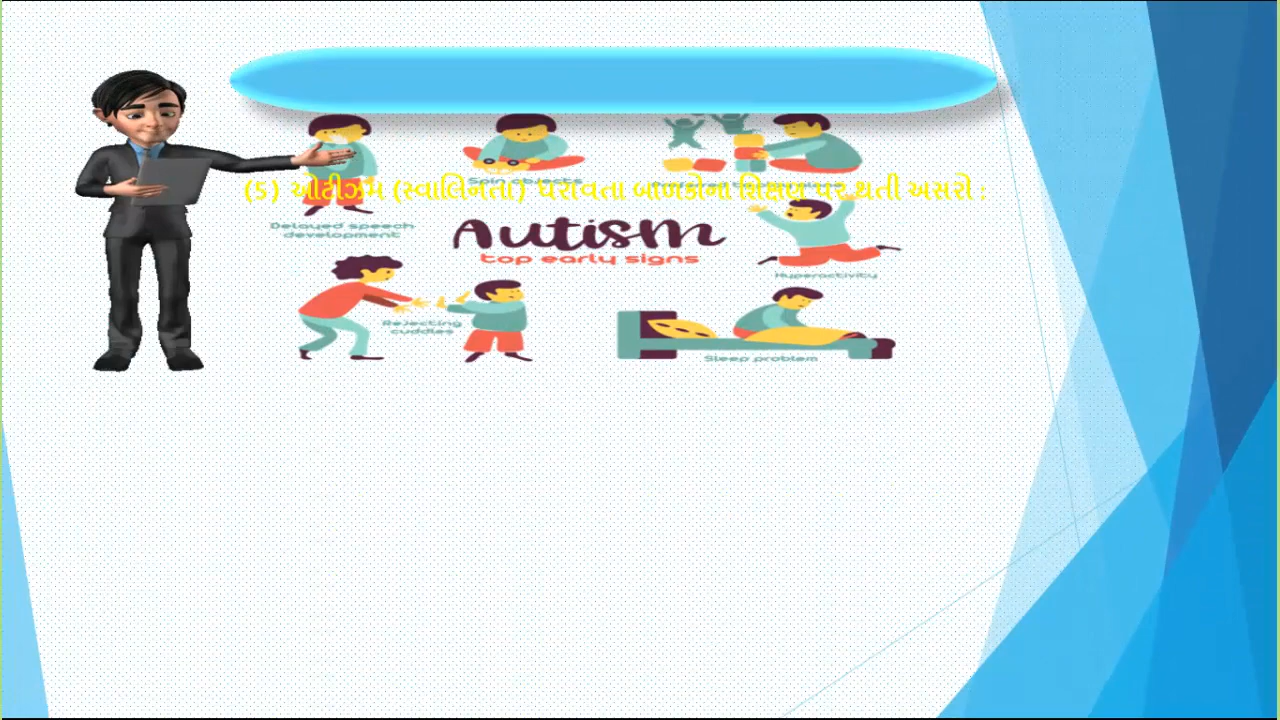 Spin objects
(5) ઓટીઝમ (સ્વાલિનતા) ધરાવતા બાળકોના શિક્ષણ પર થતી અસરો :
Delayed speech
development
Autism
top early signs
Hyperactivity
Rejecting
cuddles
Sleep problem